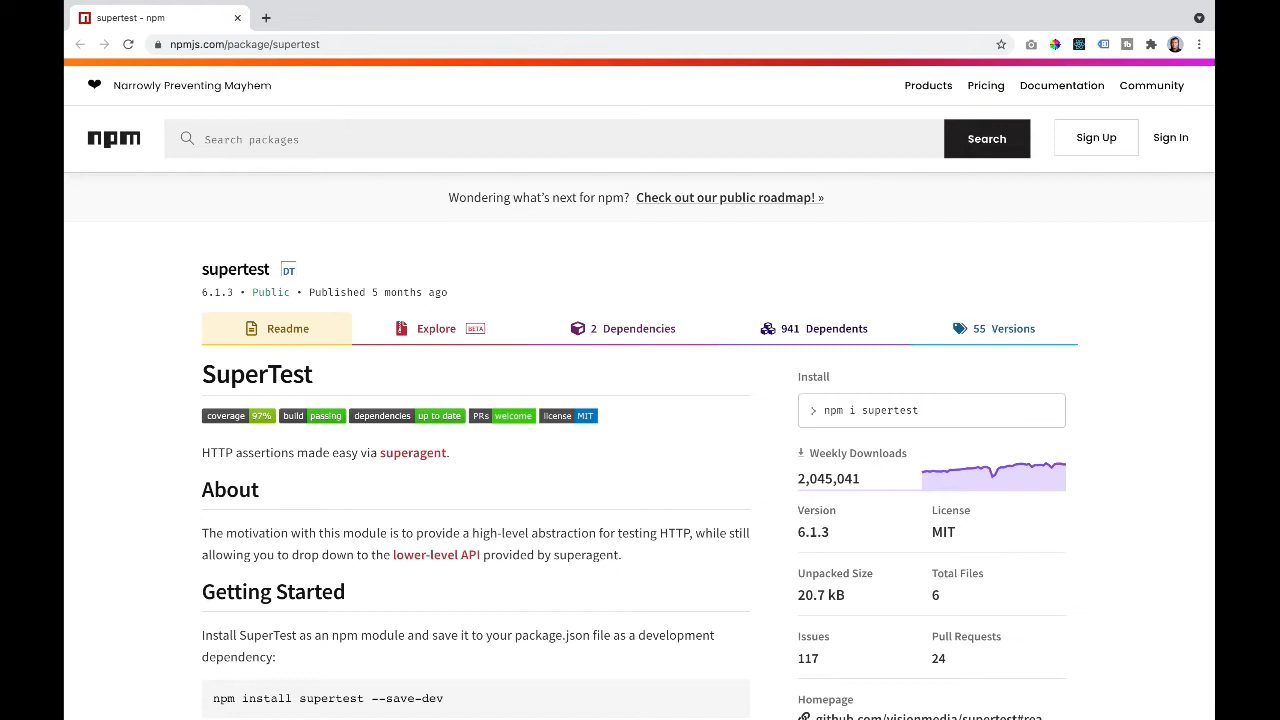 supertest - npm
npmjs.com/package/supertest
❤ Narrowly Preventing Mayhem
Products Pricing Documentation Community
npm
Search packages
Search
Sign Up
Sign In
Wondering what's next for npm? Check out our public roadmap! »
supertest DT
6.1.3 • Public • Published 5 months ago
Readme
Explore BETA
2 Dependencies
941 Dependents
55 Versions
SuperTest
coverage 97% build passing dependencies up to date PRs welcome license MIT
HTTP assertions made easy via superagent.
About
The motivation with this module is to provide a high-level abstraction for testing HTTP, while still
allowing you to drop down to the lower-level API provided by superagent.
Getting Started
Install SuperTest as an npm module and save it to your package.json file as a development
dependency:
npm install supertest --save-dev
Install
> npm i supertest
Weekly Downloads
2,045,041
Version License
6.1.3 MIT
Unpacked Size Total Files
20.7 kB 6
Issues Pull Requests
117 24
Homepage
github.com/visionmedia/supertest#rea